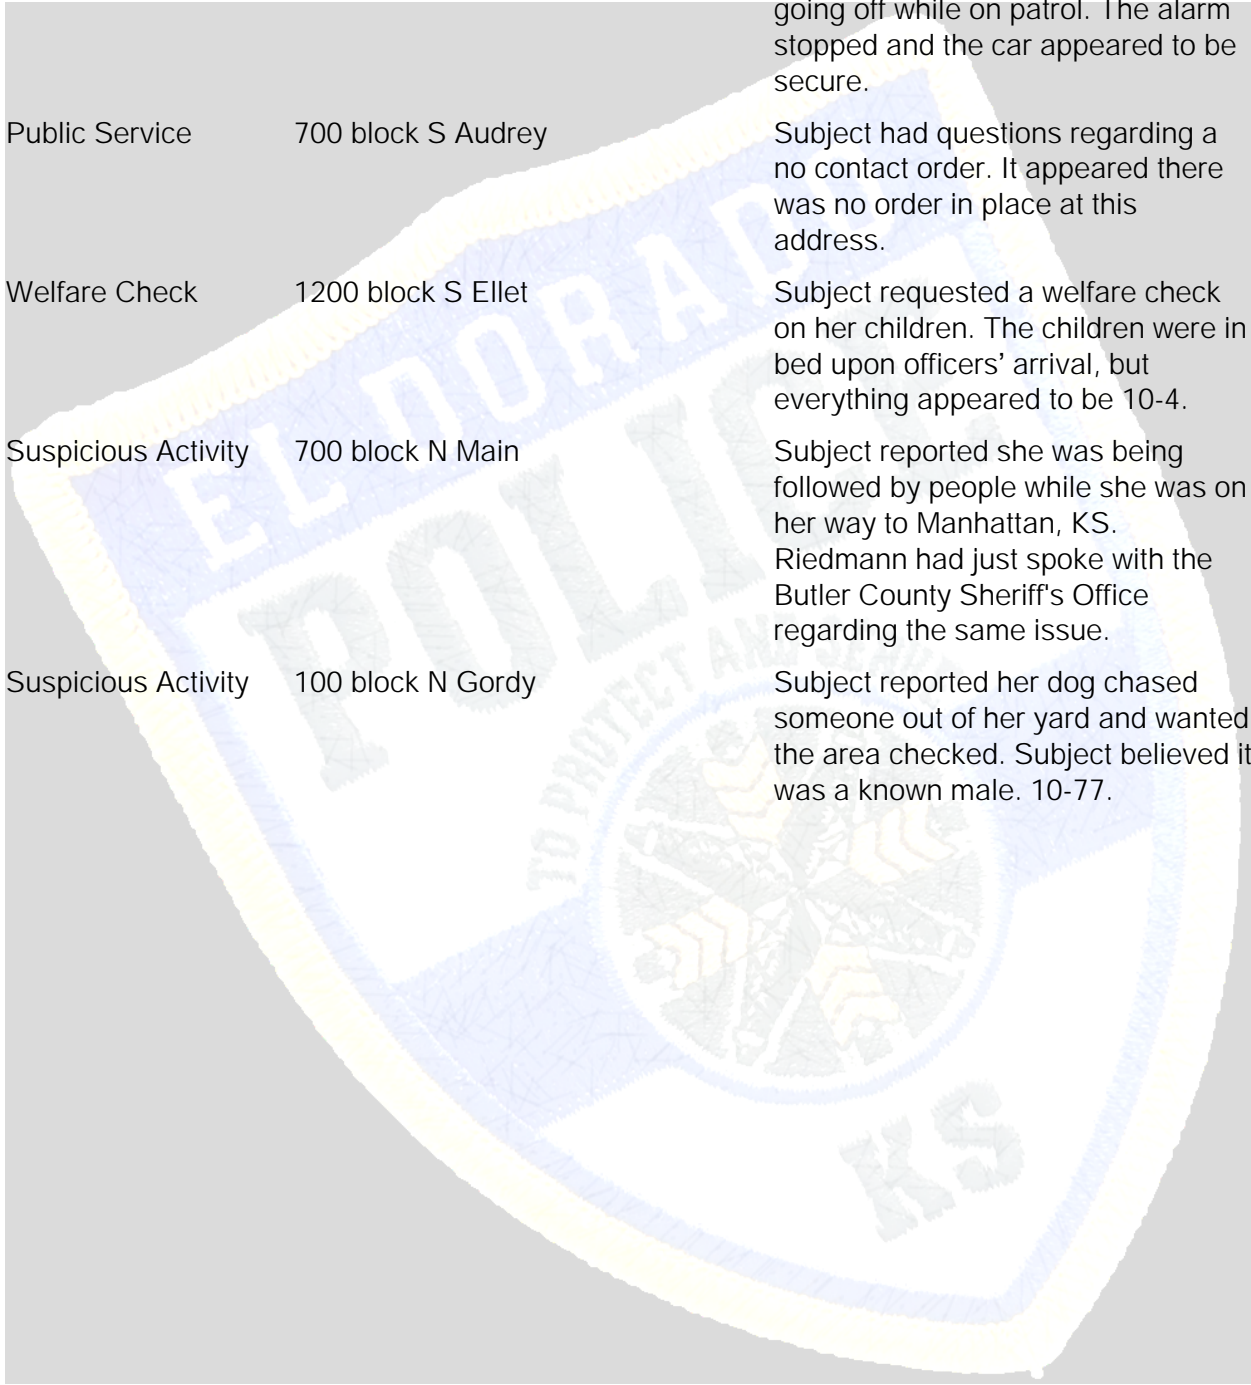 going off while on patrol. The alarm
stopped and the car appeared to be
secure.
Public Service 700 block S Audrey Subject had questions regarding a
no contact order. It appeared there
was no order in place at this
address.
Welfare Check 1200 block S Ellet Subject requested a welfare check
on her children. The children were in
bed upon officers’ arrival, but
everything appeared to be 10-4.
Suspicious Activity 700 block N Main Subject reported she was being
followed by people while she was on
her way to Manhattan, KS.
Riedmann had just spoke with the
Butler County Sheriff's Office
regarding the same issue.
Suspicious Activity 100 block N Gordy Subject reported her dog chased
someone out of her yard and wanted
the area checked. Subject believed it
was a known male. 10-77.
EL DORADO
POLICE
TO PROTECT AND
KS